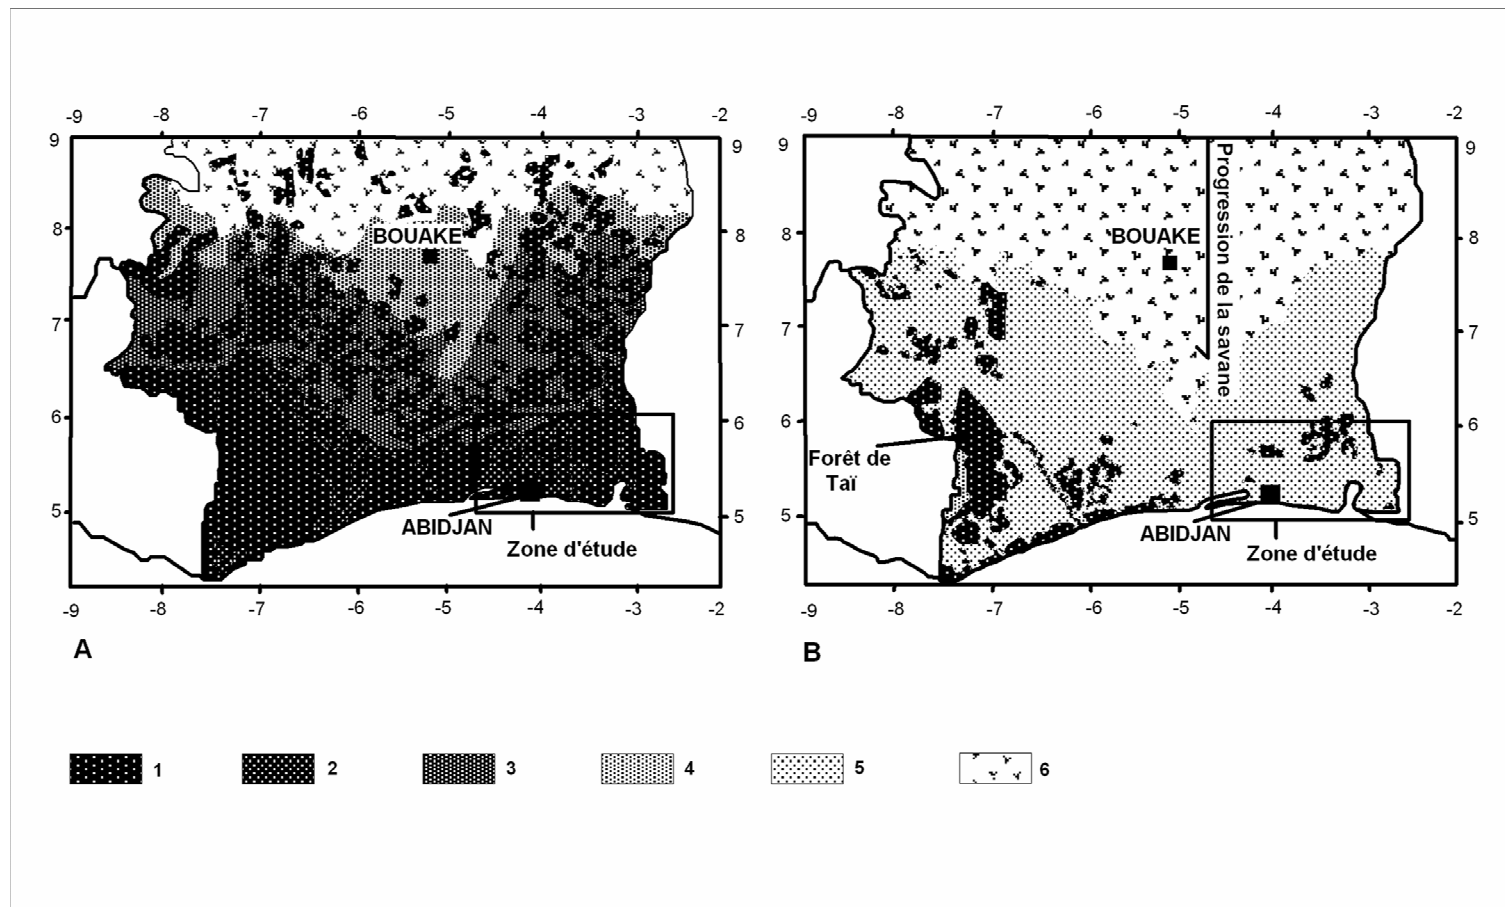 -9 -8 -7 -6 -5 -4 -3 -2
9
8 8
7 7
6 6
5 5
BOUAKE
ABIDJAN
Zone d'étude
-9 -8 -7 -6 -5 -4 -3 -2
A
-9 -8 -7 -6 -5 -4 -3 -2
9 9
8 8
7 7
6 6
5 5
BOUAKE
Progression de la savane
Forêt de
Taï
ABIDJAN
Zone d'étude
-9 -8 -7 -6 -5 -4 -3 -2
B
1 2 3 4 5 6